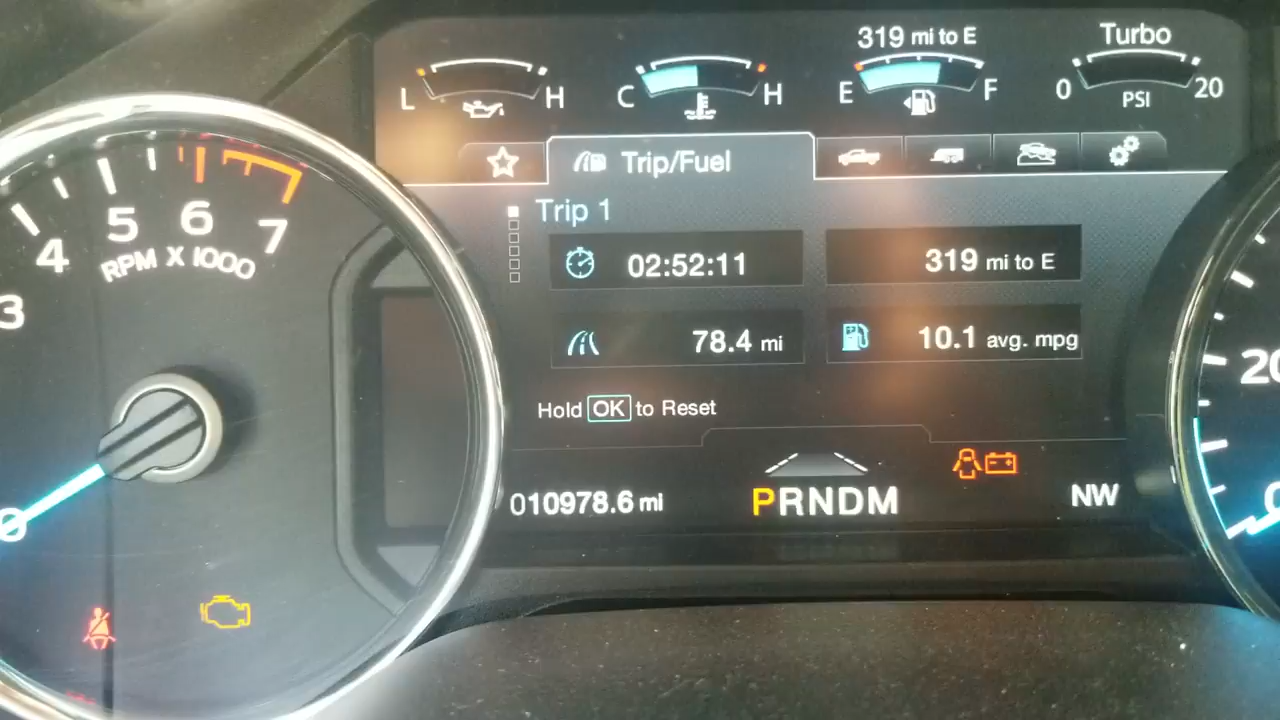 319 mi to E
Turbo
L H
C H
E F
0 20
PSI
Trip/Fuel
Trip 1
02:52:11
319 mi to E
78.4 mi
10.1 avg. mpg
Hold OK to Reset
010978.6 mi
PRNDM
NW
0 3 4 5 6 7
RPM X 1000
20
0